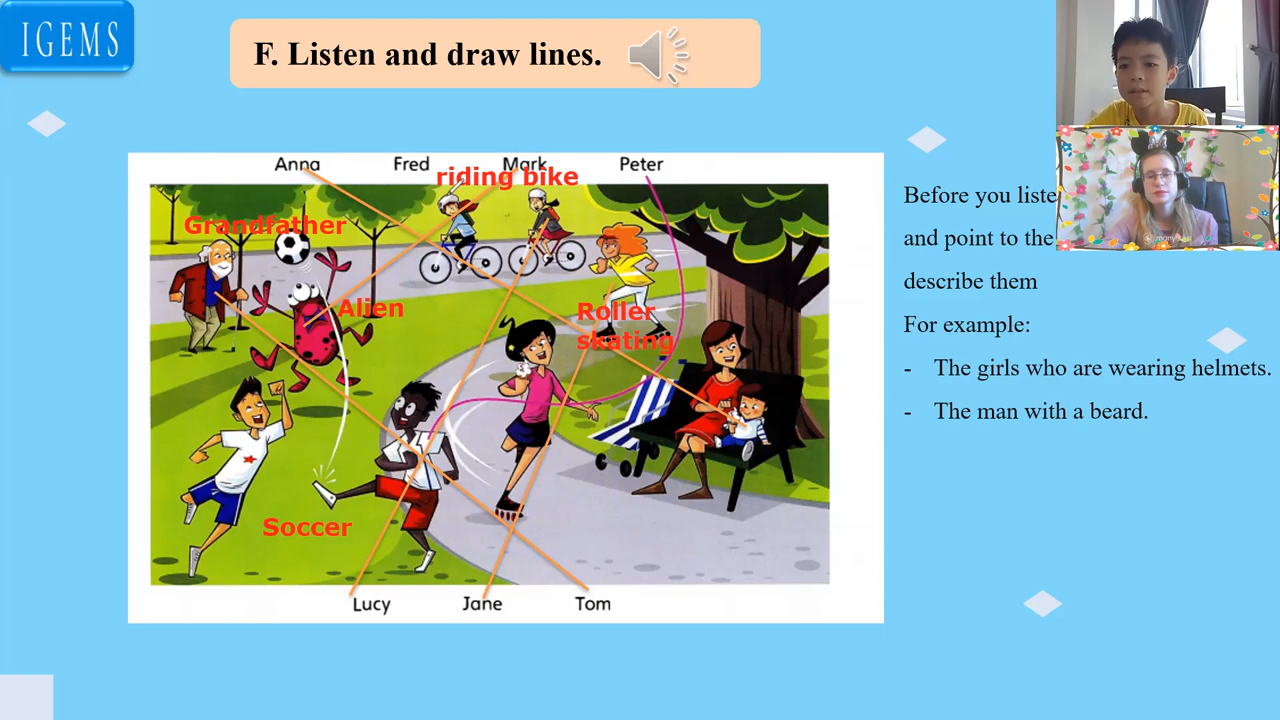 IGEMS
F. Listen and draw lines.
Anna Fred Mark Peter
riding bike
Grandfather
Alien
Roller
skating
Soccer
Lucy Jane Tom
Before you liste
and point to the
describe them
For example:
- The girls who are wearing helmets.
- The man with a beard.